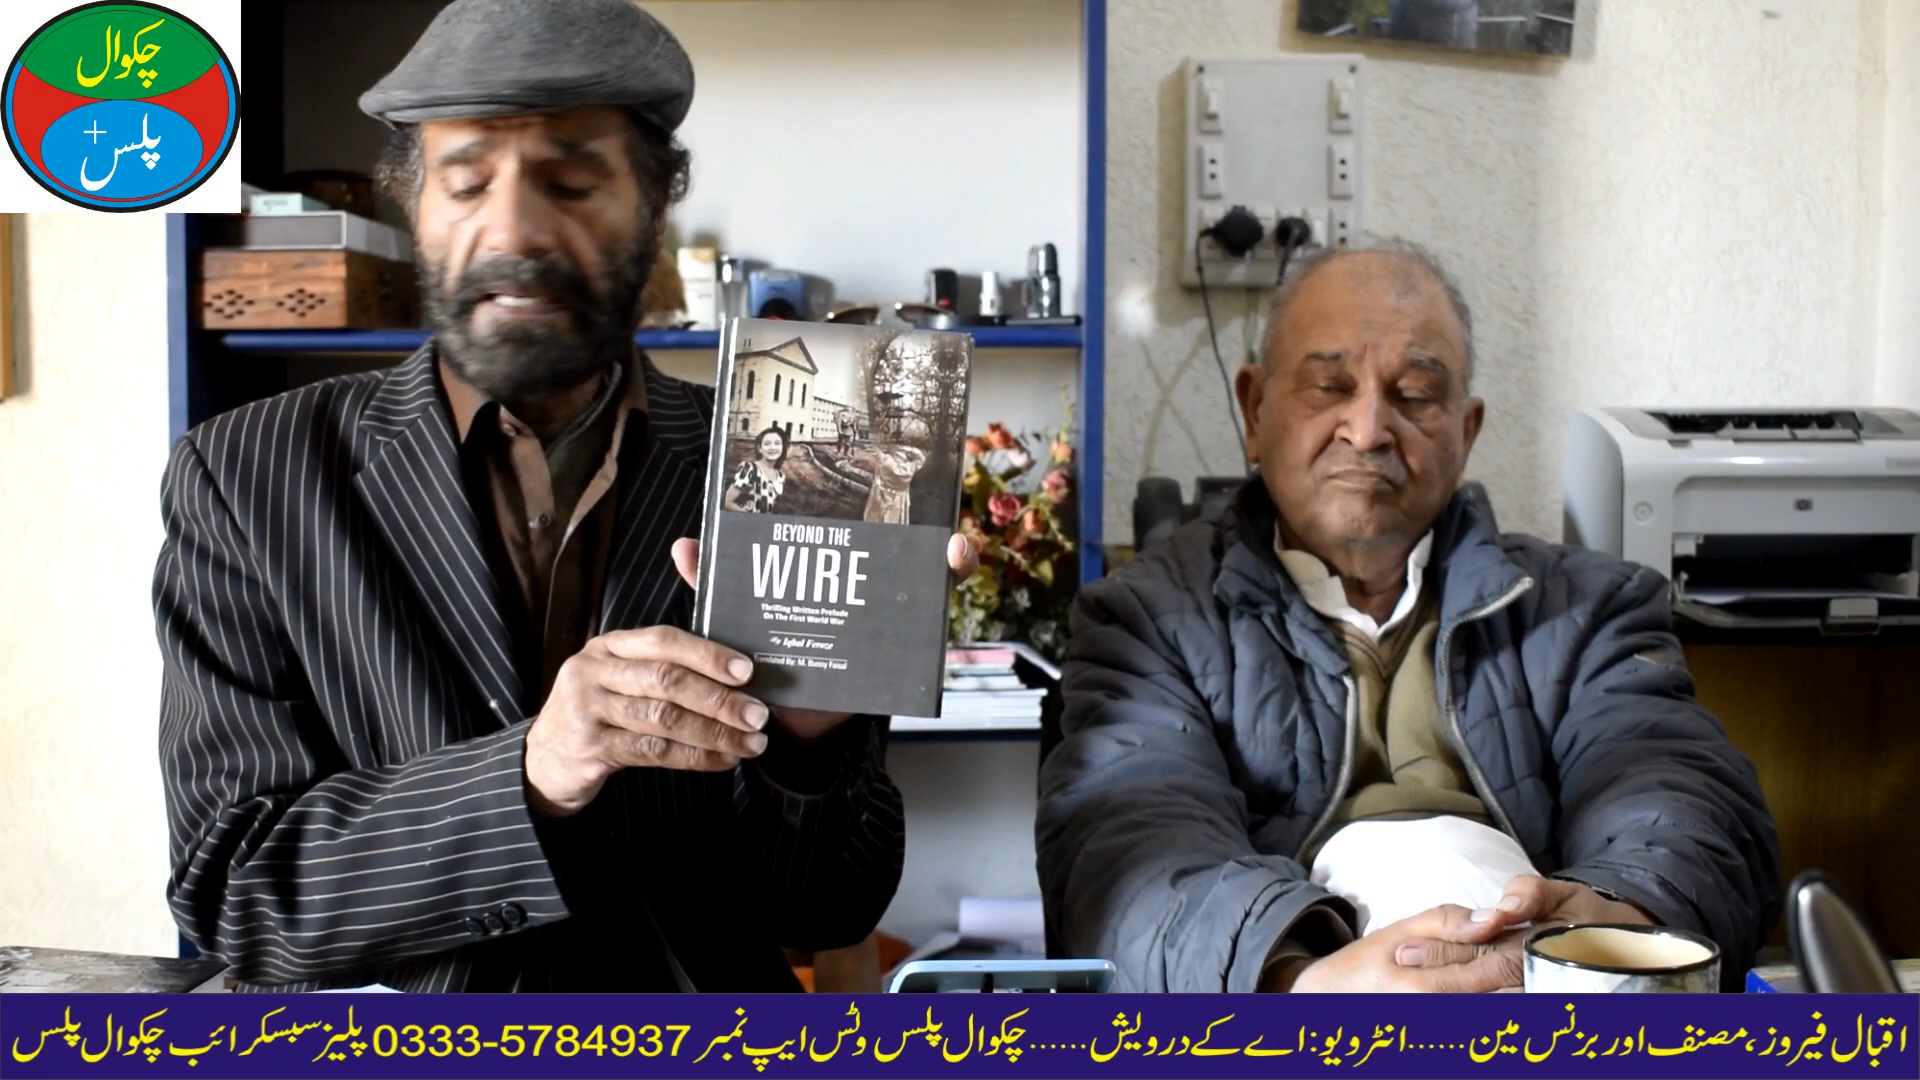 چکوال
پلس+
BEYOND THE
WIRE
Thrilling Written Prelude
On The First World War
By Iqbal Feroze
Translated By: M. Bunny Faisal
hp
اقبال فیروز، مصنف اور بزنس مین......انٹرویو: اے کے درویش......چکوال پلس وٹس ایپ نمبر 0333-5784937 پلیز سبسکرائب چکوال پلس